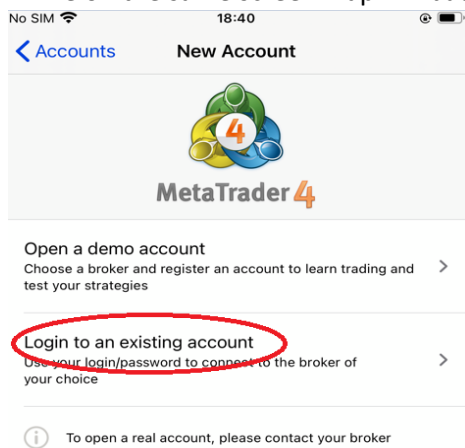 No SIM 18:40
Accounts New Account
4
MetaTrader 4
Open a demo account
Choose a broker and register an account to learn trading and
test your strategies
Login to an existing account
Use your login/password to connect to the broker of
your choice
To open a real account, please contact your broker